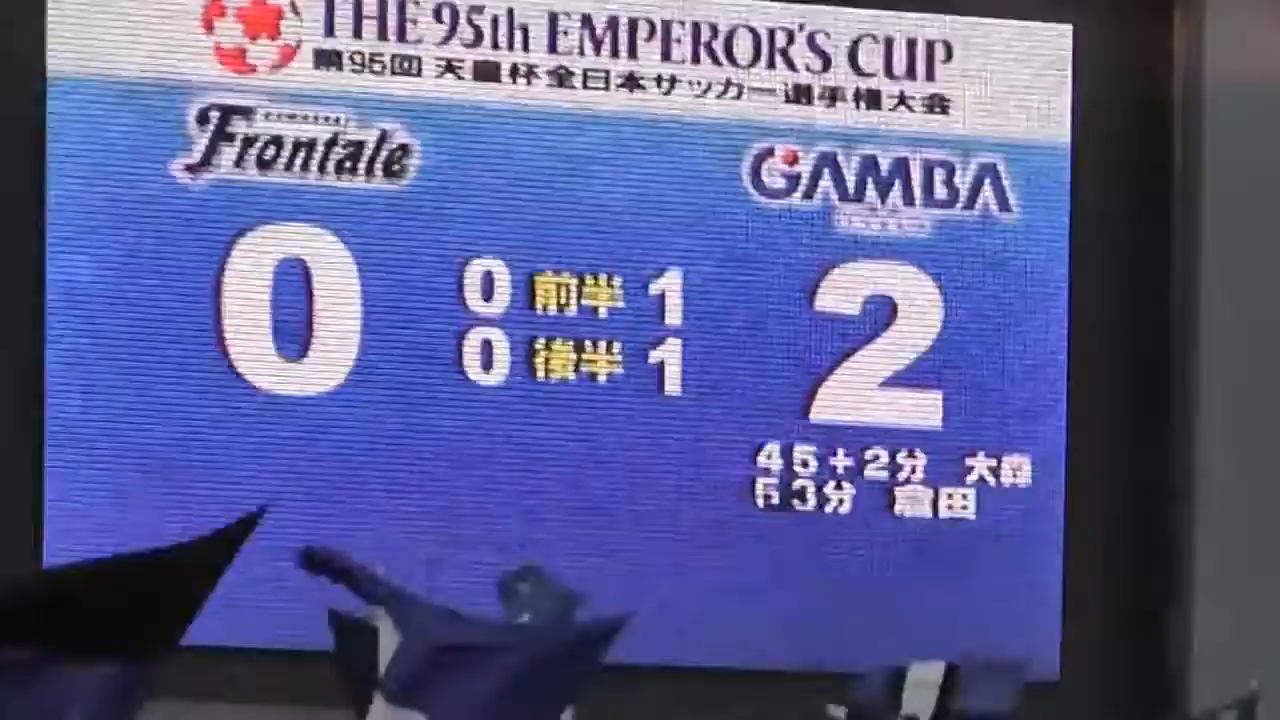 THE 95th EMPEROR'S CUP
第95回 天皇杯全日本サッカー選手権大会
Frontale
GAMBA
0 2
0 前半 1
0 後半 1
45+2分 大森
53分 倉田